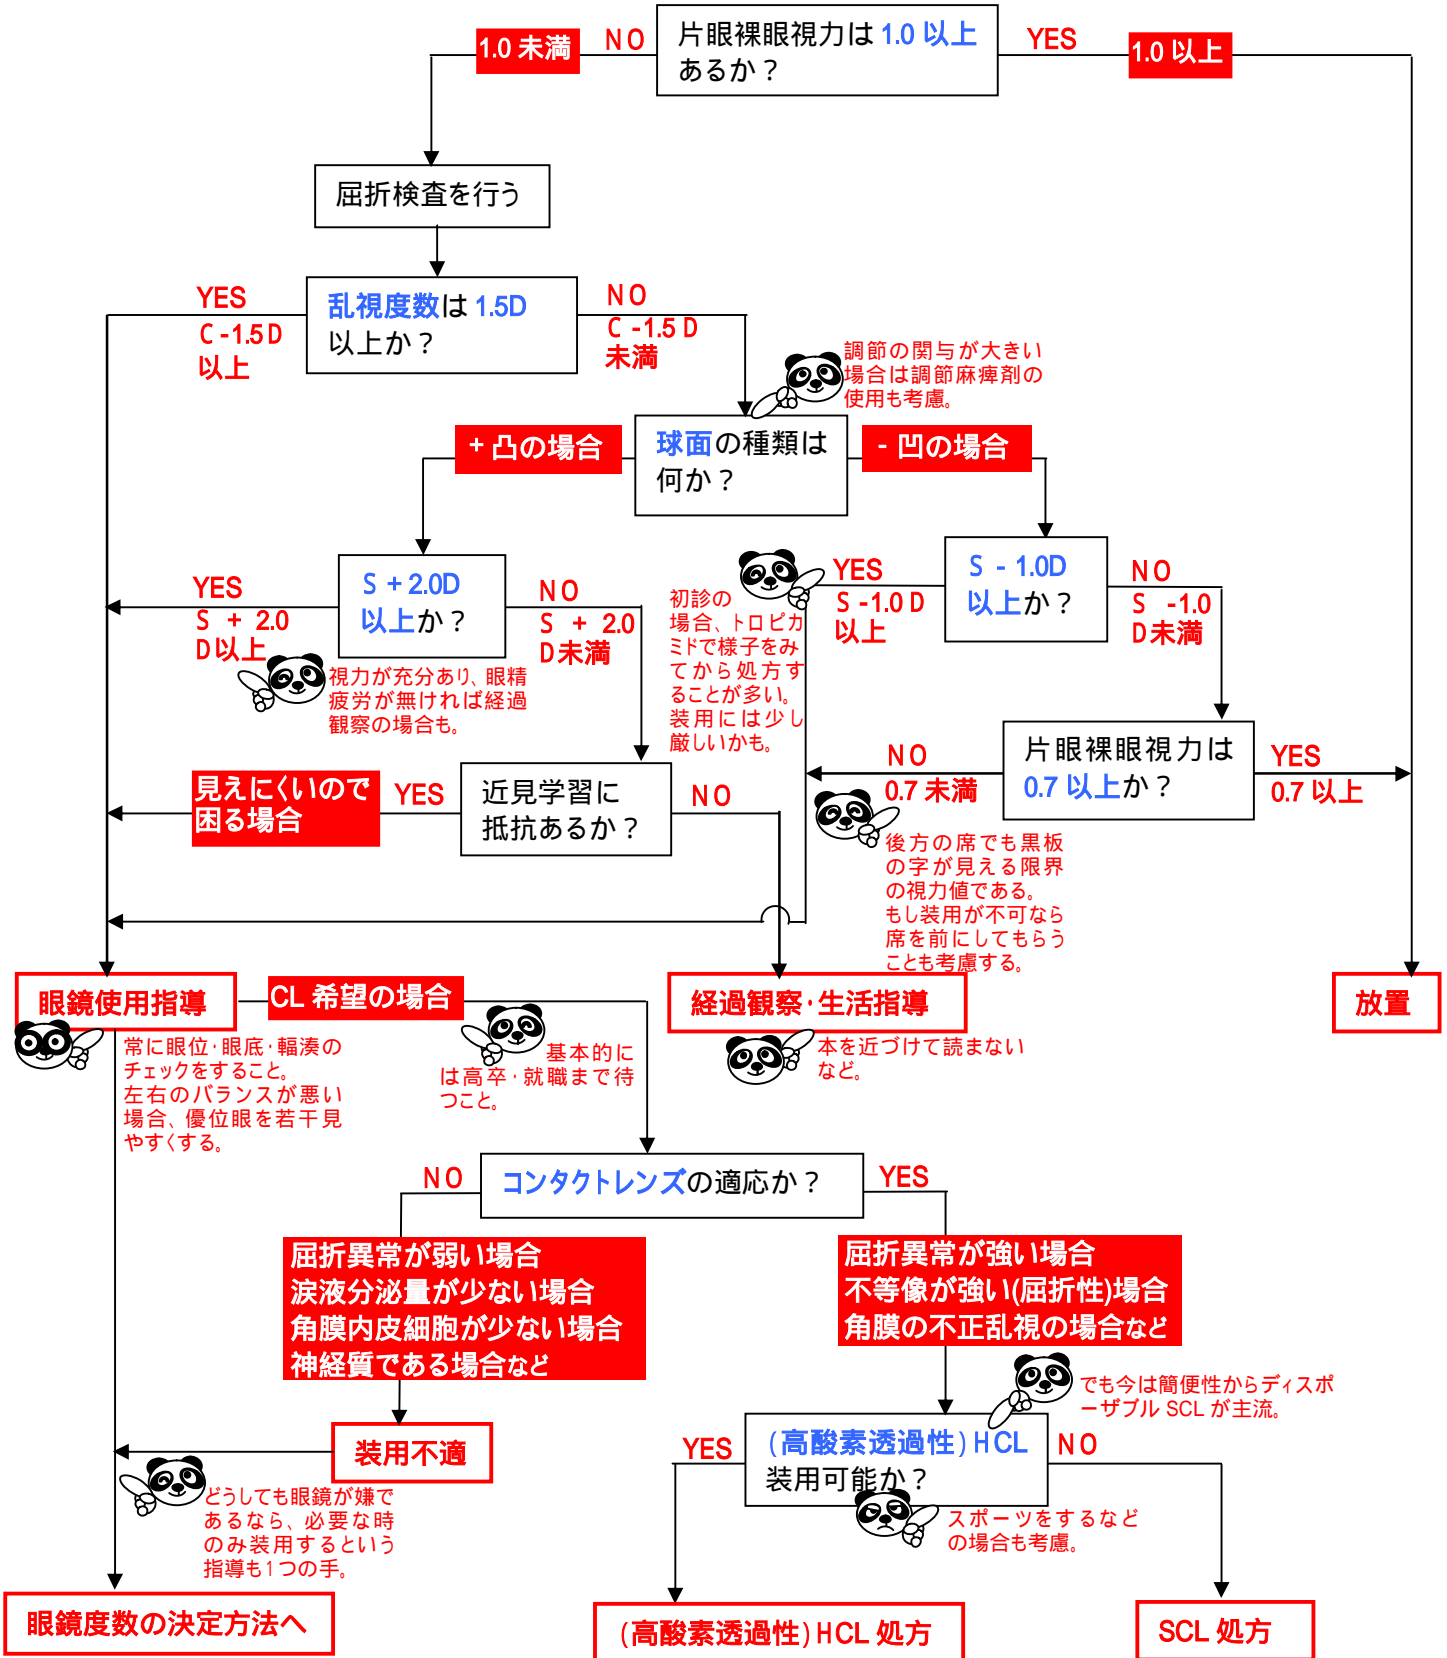 片眼裸眼視力は 1.0 以上
あるか？
NO
1.0 未満
YES
1.0 以上
屈折検査を行う
乱視度数は 1.5D
以上か？
YES
C -1.5 D
以上
NO
C -1.5 D
未満
調節の関与が大きい
場合は調節麻痺剤の
使用も考慮。
球面の種類は
何か？
+ 凸の場合
- 凹の場合
S + 2.0D
以上か？
YES
S + 2.0
D以上
NO
S + 2.0
D未満
視力が充分あり、眼精
疲労が無ければ経過
観察の場合も。
S - 1.0D
以上か？
YES
S -1.0 D
以上
NO
S -1.0
D未満
初診の
場合、トロピカ
ミドで様子をみ
てから処方す
ることが多い。
装用には少し
厳しいかも。
片眼裸眼視力は
0.7 以上か？
NO
0.7 未満
YES
0.7 以上
後方の席でも黒板
の字が見える限界
の視力値である。
もし装用が不可なら
席を前にしてもらう
ことも考慮する。
近見学習に
抵抗あるか？
YES
見えにくいので
困る場合
NO
眼鏡使用指導
CL 希望の場合
経過観察・生活指導
放置
常に眼位・眼底・輻湊の
チェックをすること。
左右のバランスが悪い
場合、優位眼を若干見
やすくする。
基本的に
は高卒・就職まで待
つこと。
本を近づけて読まない
など。
コンタクトレンズの適応か？
NO
YES
屈折異常が弱い場合
涙液分泌量が少ない場合
角膜内皮細胞が少ない場合
神経質である場合など
屈折異常が強い場合
不等像が強い(屈折性)場合
角膜の不正乱視の場合など
でも今は簡便性からディスポ
ーザブル SCL が主流。
装用不適
(高酸素透過性)HCL
装用可能か？
YES
NO
どうしても眼鏡が嫌で
あるなら、必要な時
のみ装用するという
指導も1つの手。
スポーツをするなど
の場合も考慮。
眼鏡度数の決定方法へ
(高酸素透過性)HCL 処方
SCL 処方